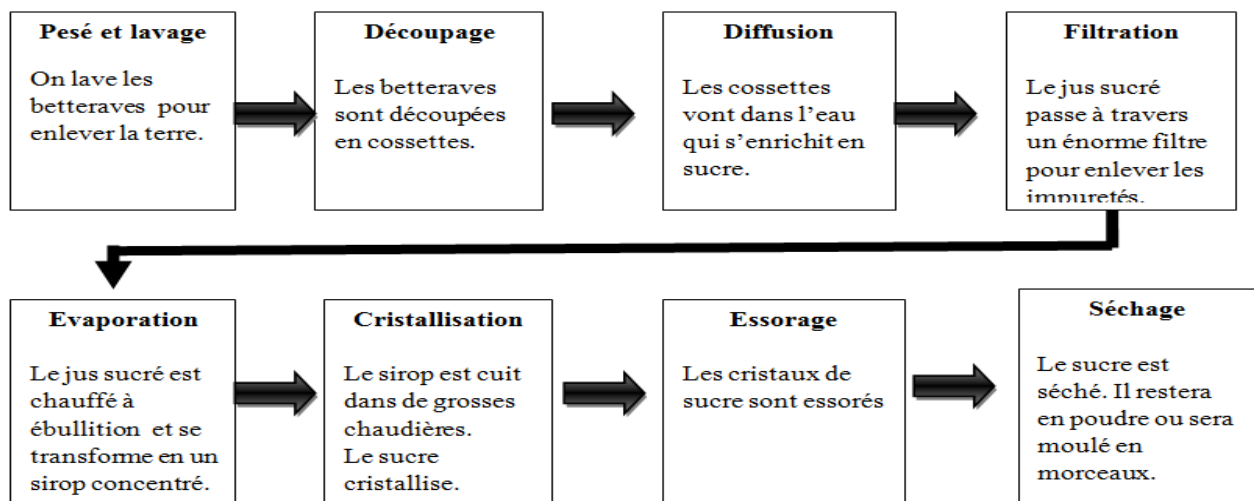 Pesé et lavage
On lave les
betteraves pour
enlever la terre.
Découpage
Les betteraves
sont découpées
en cossettes.
Diffusion
Les cossettes
vont dans l’eau
qui s’enrichit en
sucre.
Filtration
Le jus sucré
passe à travers
un énorme filtre
pour enlever les
impuretés.
Evaporation
Le jus sucré est
chauffé à
ébullition et se
transforme en un
sirop concentré.
Cristallisation
Le sirop est cuit
dans de grosses
chaudières.
Le sucre
cristallise.
Essorage
Les cristaux de
sucre sont essorés
Séchage
Le sucre est
séché. Il restera
en poudre ou sera
moulé en
morceaux.